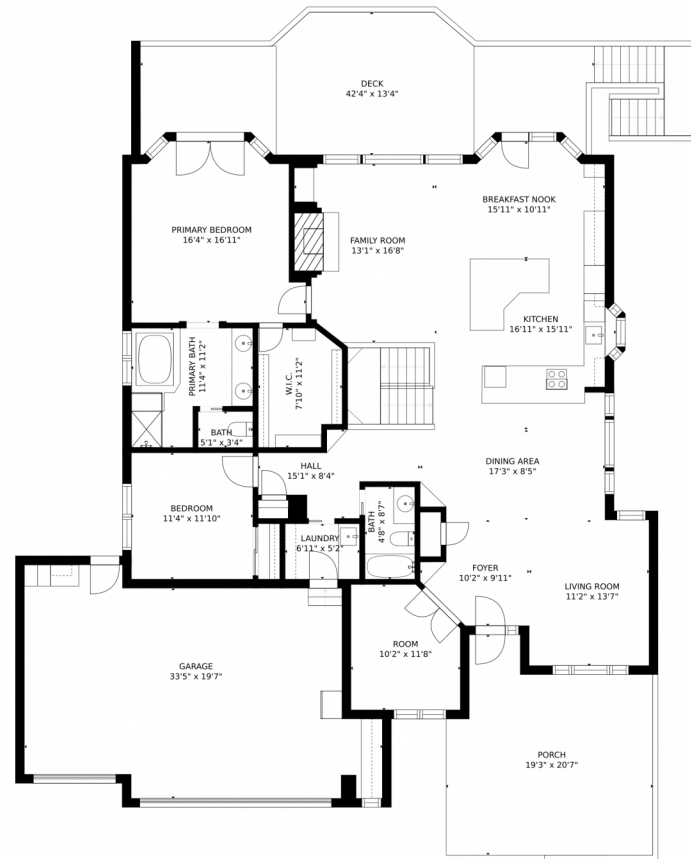 DECK
42'4" x 13'4"
BREAKFAST NOOK
15'11" x 10'11"
PRIMARY BEDROOM
16'4" x 16'11"
FAMILY ROOM
13'1" x 16'8"
KITCHEN
16'11" x 15'11"
PRIMARY BATH
11'4" x 11'2"
W.I.C.
7'10" x 11'2"
BATH
5'1" x 3'4"
DINING AREA
17'3" x 8'5"
HALL
15'1" x 8'4"
BEDROOM
11'4" x 11'10"
BATH
4'8" x 8'7"
LAUNDRY
6'11" x 5'2"
FOYER
10'2" x 9'11"
LIVING ROOM
11'2" x 13'7"
ROOM
10'2" x 11'8"
GARAGE
33'5" x 19'7"
PORCH
19'3" x 20'7"